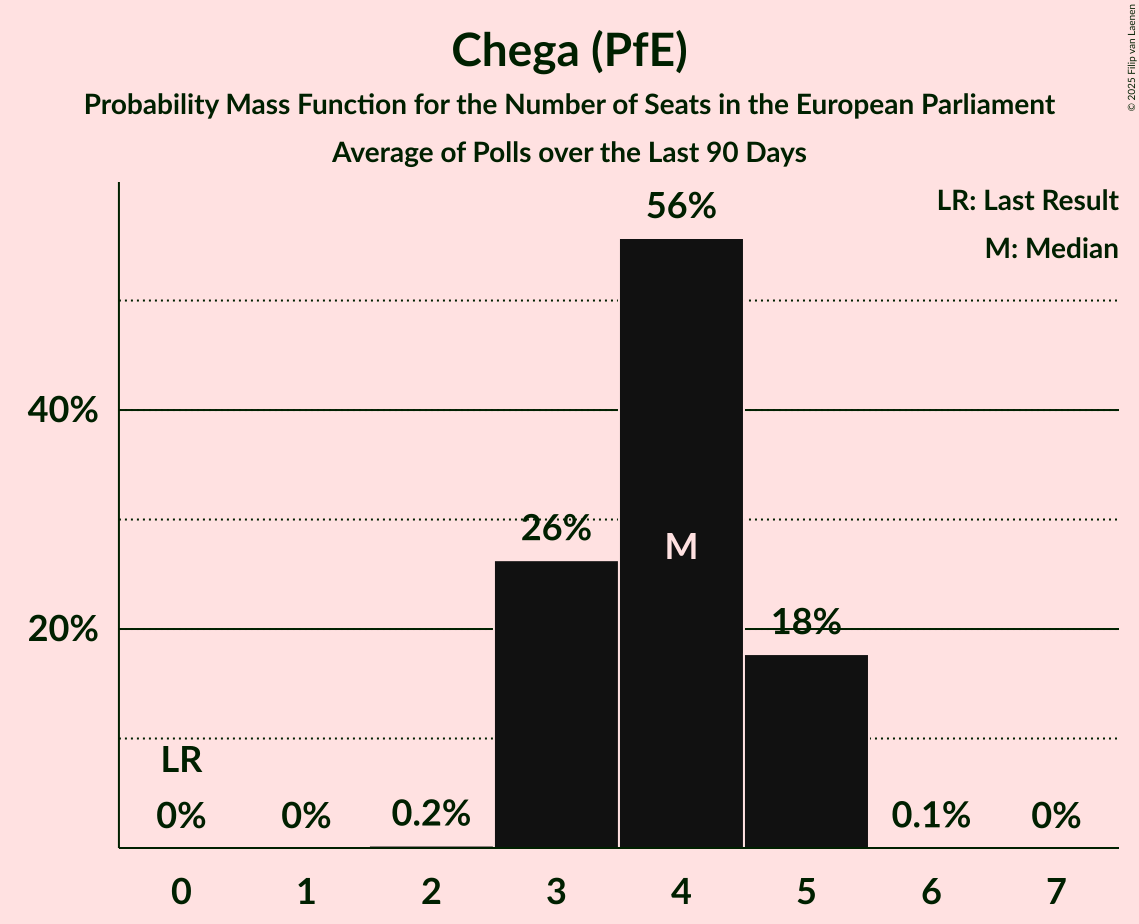 Chega (PfE)
Probability Mass Function for the Number of Seats in the European Parliament
Average of Polls over the Last 90 Days
© 2025 Filip van Laenen
LR: Last Result
M: Median
56%
40%
26%
M
20%
18%
LR
0%
0%
0.2%
0.1%
0%
0 1 2 3 4 5 6 7